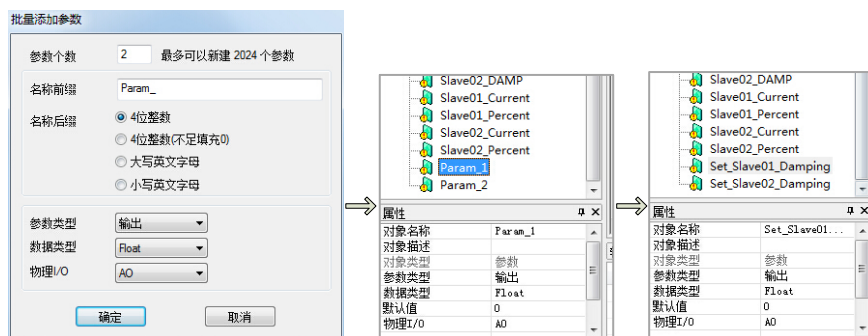 批量添加参数
参数个数 2 最多可以新建 2024 个参数
名称前缀 Param_
名称后缀 4位整数
4位整数(不足填充0)
大写英文字母
小写英文字母
参数类型 输出
数据类型 Float
物理I/O AO
确定 取消
Slave02_DAMP
Slave01_Current
Slave01_Percent
Slave02_Current
Slave02_Percent
Param_1
Param_2
属性
对象名称 Param_1
对象描述
对象类型 参数
参数类型 输出
数据类型 Float
默认值 0
物理I/O AO
Slave02_DAMP
Slave01_Current
Slave01_Percent
Slave02_Current
Slave02_Percent
Set_Slave01_Damping
Set_Slave02_Damping
属性
对象名称 Set_Slave01...
对象描述
对象类型 参数
参数类型 输出
数据类型 Float
默认值 0
物理I/O AO